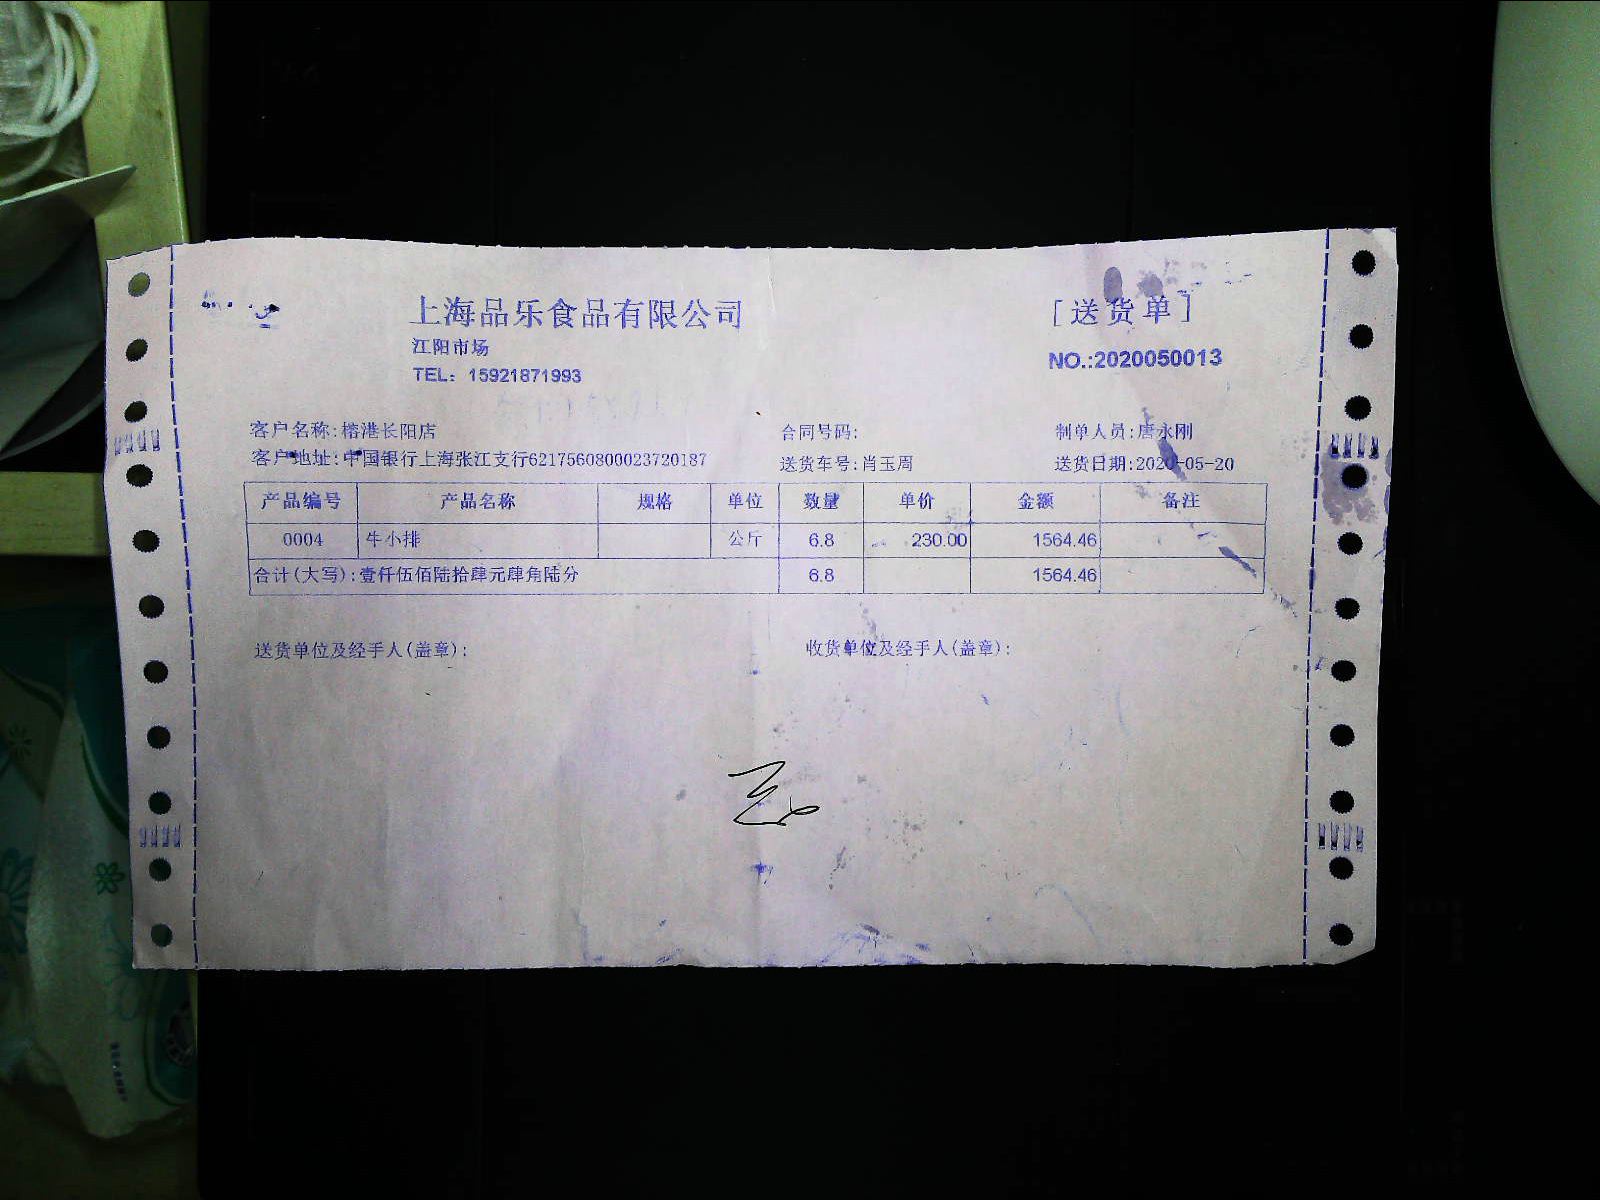 上海品乐食品有限公司 [送货单]
江阳市场
TEL：15921871993 NO.:2020050013
客户名称:榕港长阳店 合同号码: 制单人员:唐永刚
客户地址:中国银行上海张江支行6217560800023720187 送货车号:肖玉周 送货日期:2020-05-20
产品编号 产品名称 规格 单位 数量 单价 金额 备注
0004 牛小排 公斤 6.8 230.00 1564.46
合计(大写):壹仟伍佰陆拾肆元肆角陆分 6.8 1564.46
送货单位及经手人(盖章): 收货单位及经手人(盖章):